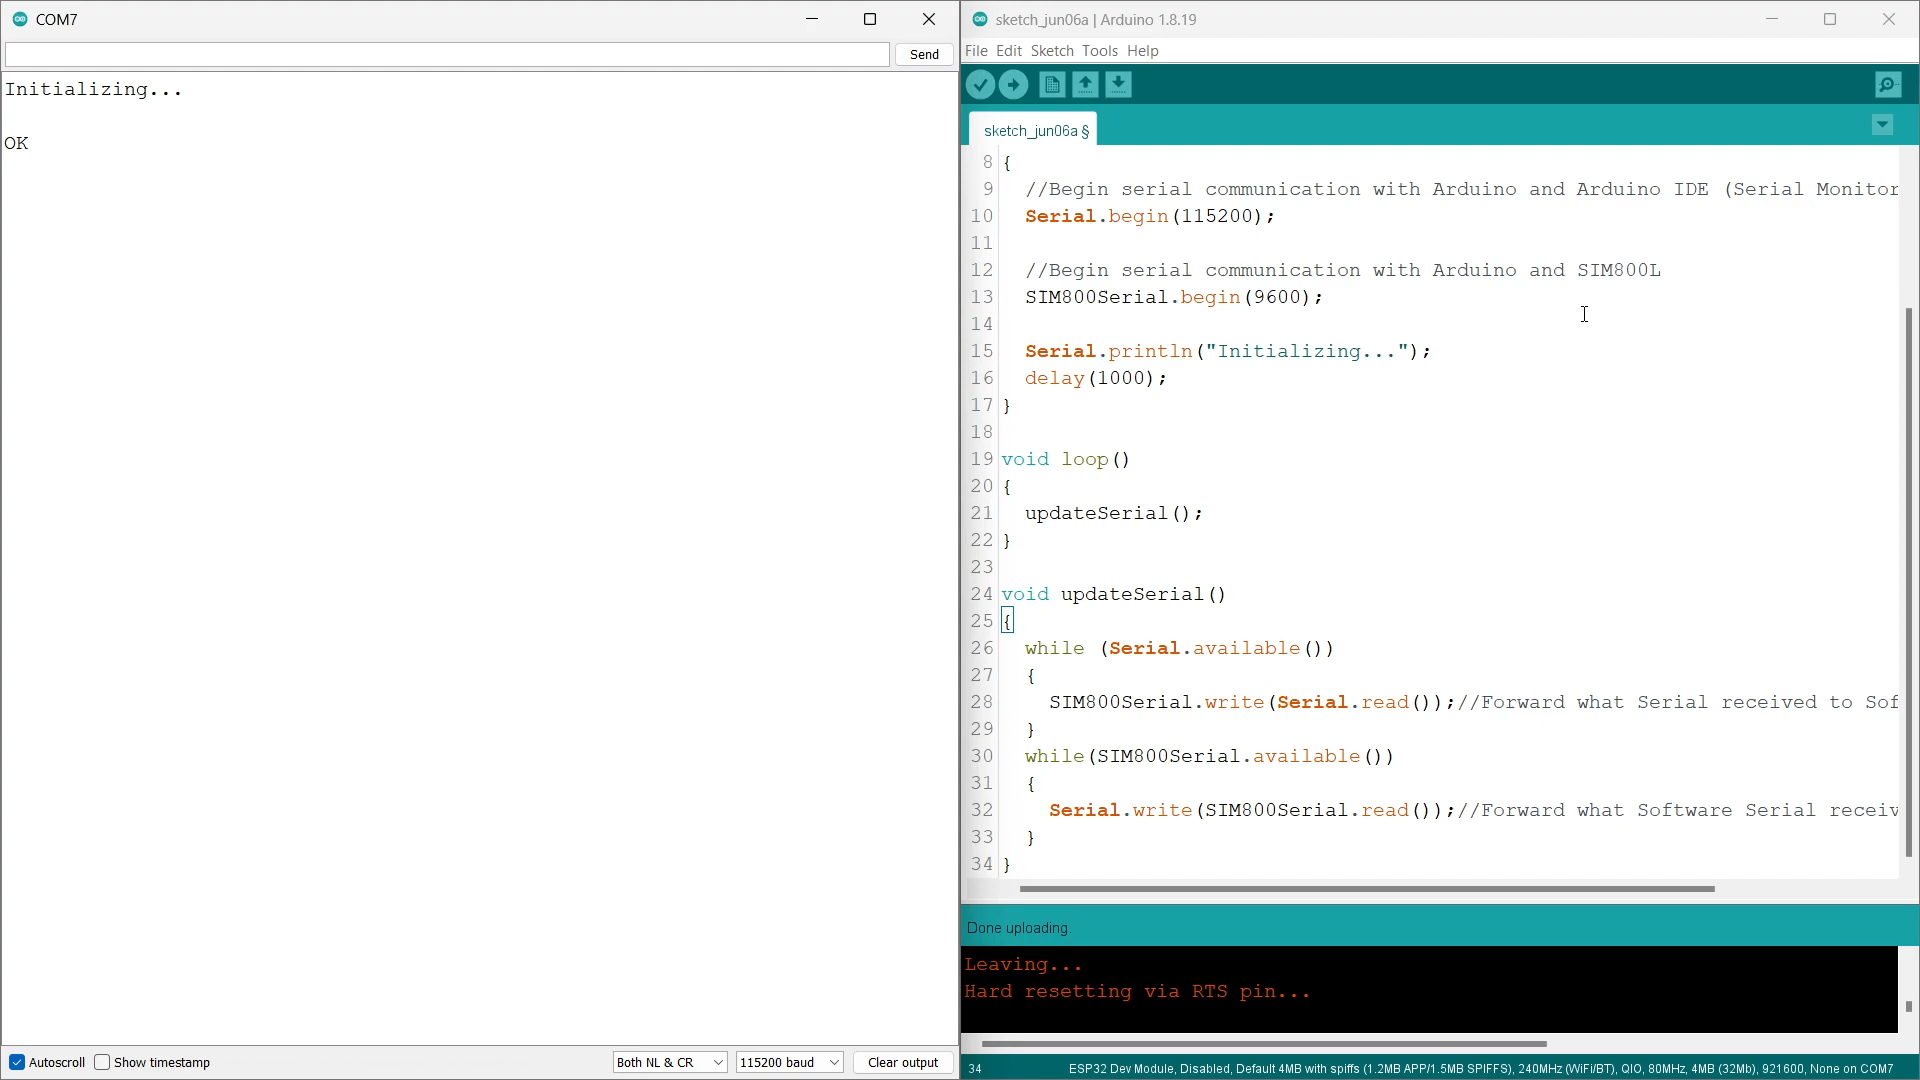 COM7
Send
Initializing...
OK
Autoscroll Show timestamp
Both NL & CR
115200 baud
Clear output
sketch_jun06a | Arduino 1.8.19
File Edit Sketch Tools Help
sketch_jun06a §
8 {
9 //Begin serial communication with Arduino and Arduino IDE (Serial Monitor
10 Serial.begin(115200);
11
12 //Begin serial communication with Arduino and SIM800L
13 SIM800Serial.begin(9600);
14
15 Serial.println("Initializing...");
16 delay(1000);
17 }
18
19 void loop()
20 {
21 updateSerial();
22 }
23
24 void updateSerial()
25 {
26 while (Serial.available())
27 {
28 SIM800Serial.write(Serial.read());//Forward what Serial received to Sof
29 }
30 while(SIM800Serial.available())
31 {
32 Serial.write(SIM800Serial.read());//Forward what Software Serial receiv
33 }
34 }
Done uploading.
Leaving...
Hard resetting via RTS pin...
34 ESP32 Dev Module, Disabled, Default 4MB with spiffs (1.2MB APP/1.5MB SPIFFS), 240MHz (WiFi/BT), QIO, 80MHz, 4MB (32Mb), 921600, None on COM7